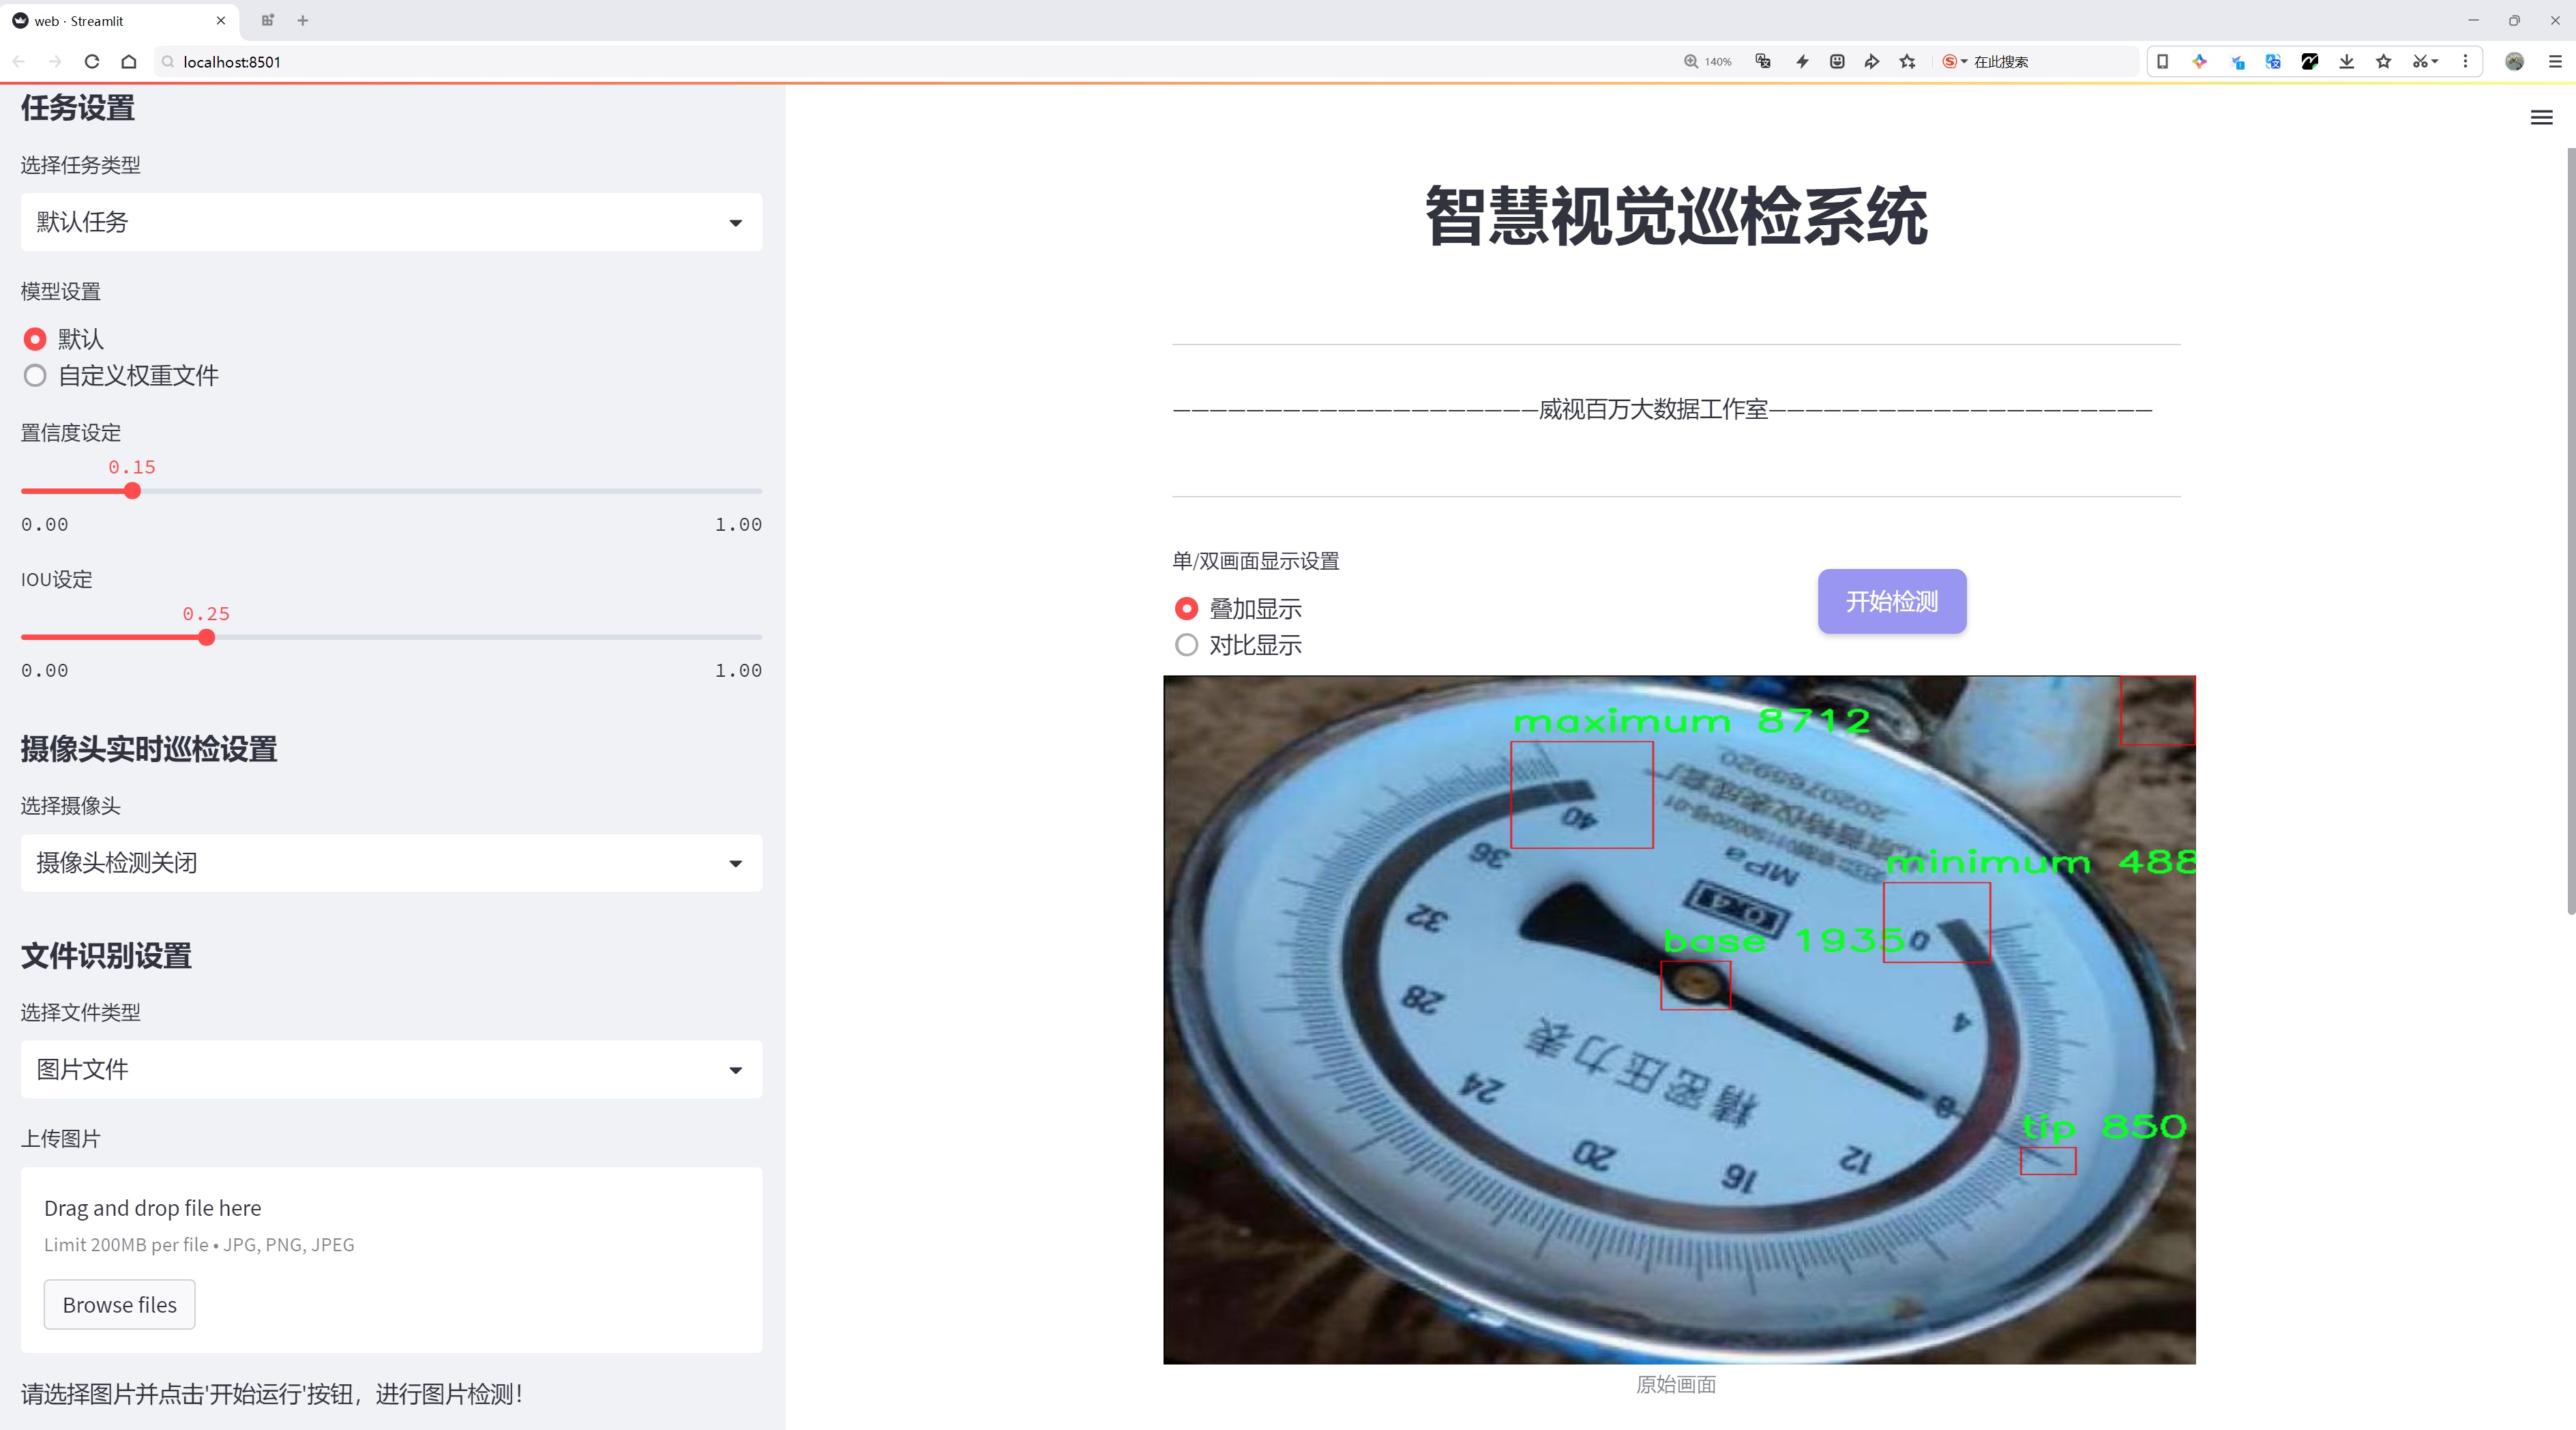 web · Streamlit
localhost:8501
140%
在此搜索
任务设置
选择任务类型
默认任务
模型设置
默认
自定义权重文件
置信度设定
0.15
0.00 1.00
IOU设定
0.25
0.00 1.00
摄像头实时巡检设置
选择摄像头
摄像头检测关闭
文件识别设置
选择文件类型
图片文件
上传图片
Drag and drop file here
Limit 200MB per file • JPG, PNG, JPEG
Browse files
请选择图片并点击'开始运行'按钮，进行图片检测！
智慧视觉巡检系统
————————————————————威视百万大数据工作室—————————————————————
单/双画面显示设置
叠加显示
对比显示
开始检测
maximum 8712
minimum 488
base 1935
tip 850
MPa
0
4
8
12
16
20
24
28
32
36
40
精密压力表
原始画面